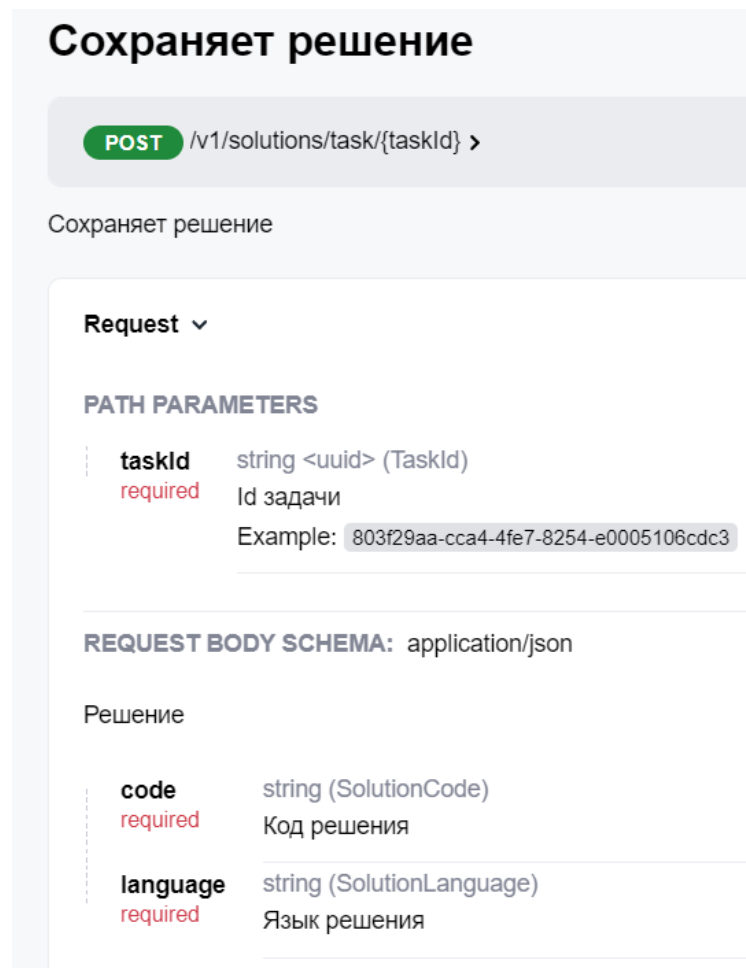 Сохраняет решение
POST /v1/solutions/task/{taskId}
Сохраняет решение
Request
PATH PARAMETERS
taskId string <uuid> (TaskId)
required Id задачи
Example: 803f29aa-cca4-4fe7-8254-e0005106cdc3
REQUEST BODY SCHEMA: application/json
Решение
code string (SolutionCode)
required Код решения
language string (SolutionLanguage)
required Язык решения